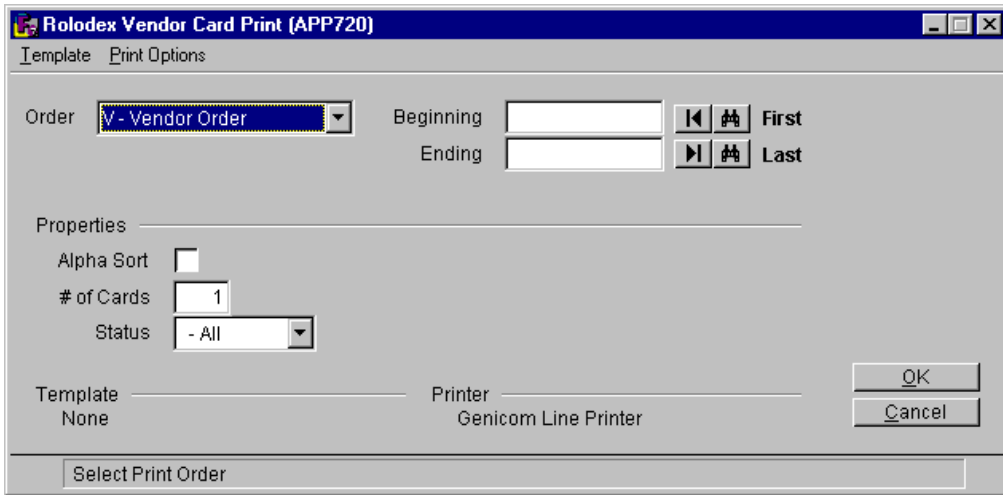 Rolodex Vendor Card Print (APP720)
Template Print Options
Order V - Vendor Order Beginning First
Ending Last
Properties
Alpha Sort
# of Cards 1
Status - All
OK
Template Printer
None Genicom Line Printer
Cancel
Select Print Order